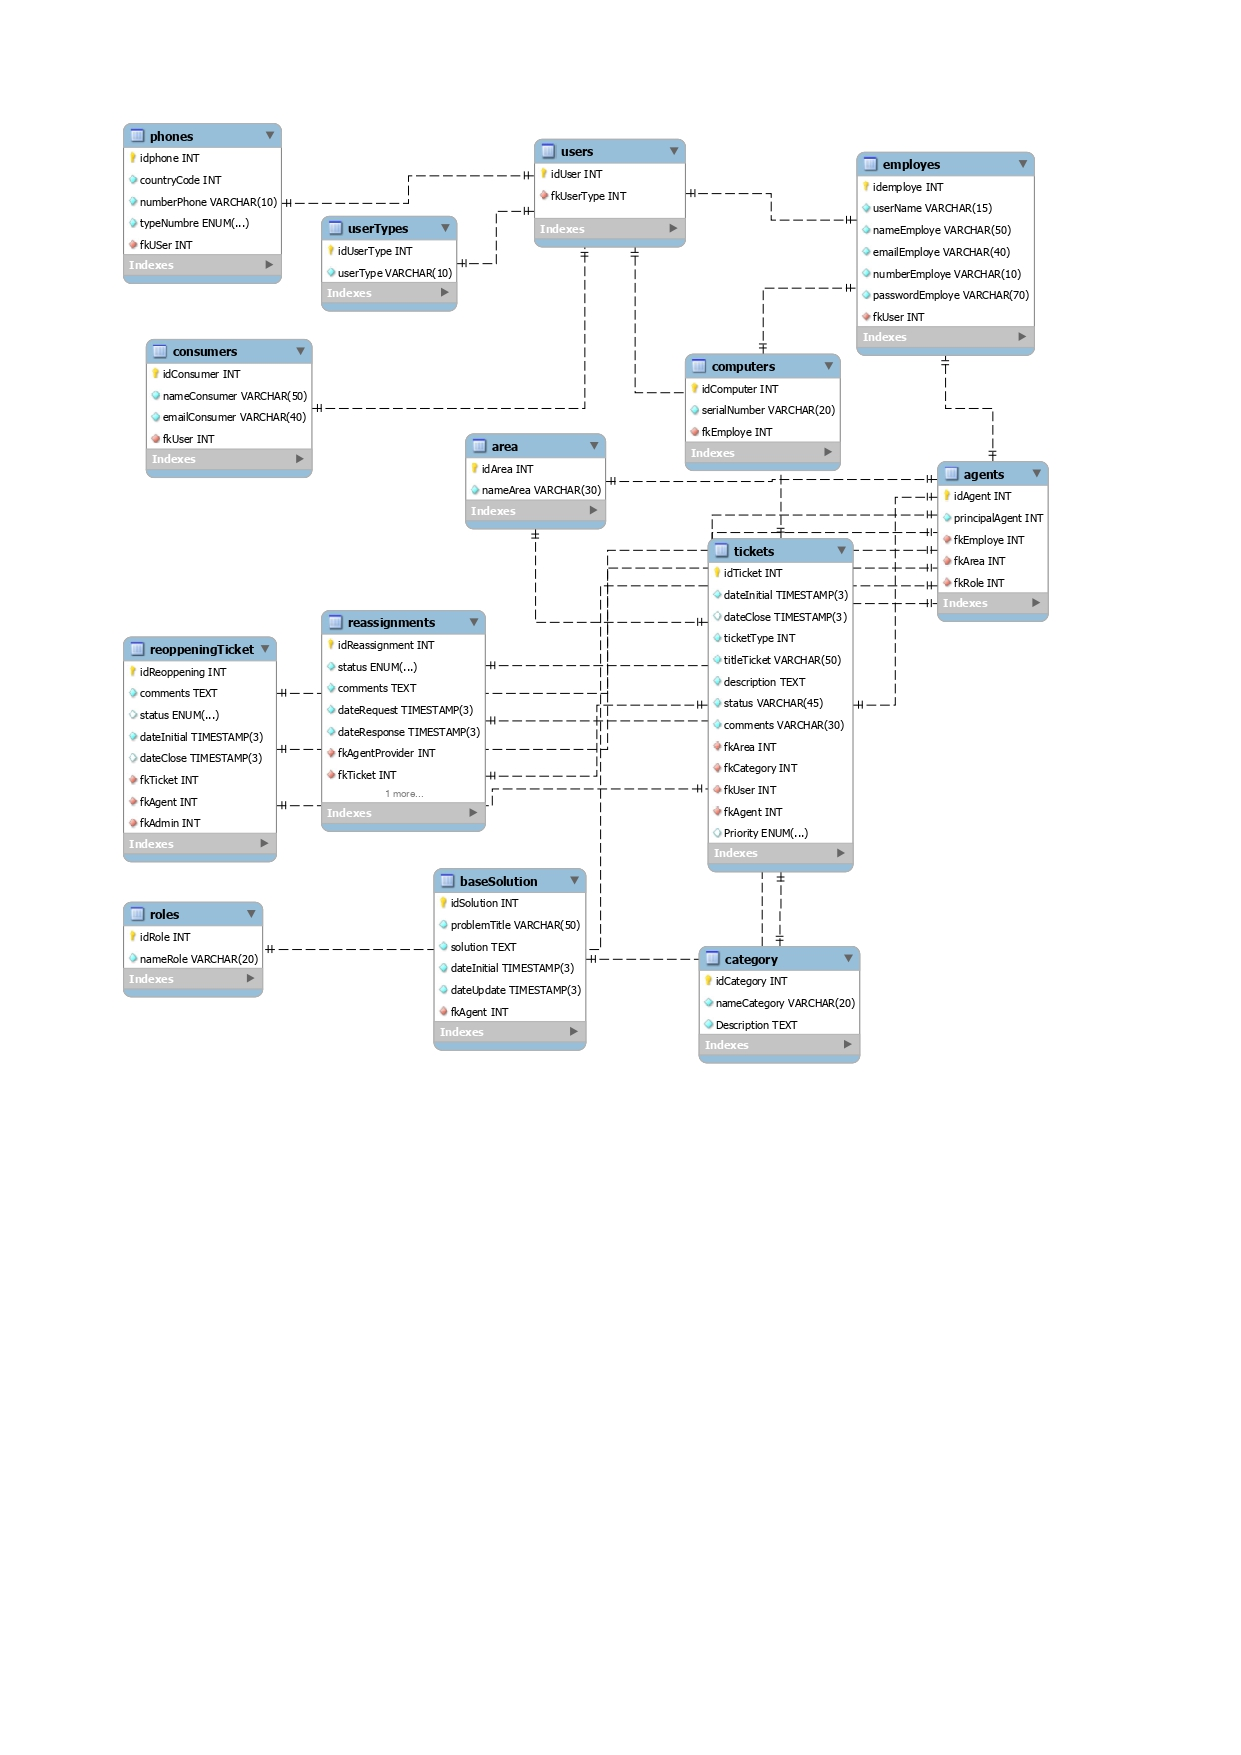 phones
idphone INT
countryCode INT
numberPhone VARCHAR(10)
typeNumbre ENUM(...)
fkUSer INT
Indexes
userTypes
idUserType INT
userType VARCHAR(10)
Indexes
users
idUser INT
fkUserType INT
Indexes
employes
idemploye INT
userName VARCHAR(15)
nameEmploye VARCHAR(50)
emailEmploye VARCHAR(40)
numberEmploye VARCHAR(10)
passwordEmploye VARCHAR(70)
fkUser INT
Indexes
consumers
idConsumer INT
nameConsumer VARCHAR(50)
emailConsumer VARCHAR(40)
fkUser INT
Indexes
computers
idComputer INT
serialNumber VARCHAR(20)
fkEmploye INT
Indexes
area
idArea INT
nameArea VARCHAR(30)
Indexes
agents
idAgent INT
principalAgent INT
fkEmploye INT
fkArea INT
fkRole INT
Indexes
tickets
idTicket INT
dateInitial TIMESTAMP(3)
dateClose TIMESTAMP(3)
ticketType INT
titleTicket VARCHAR(50)
description TEXT
status VARCHAR(45)
comments VARCHAR(30)
fkArea INT
fkCategory INT
fkUser INT
fkAgent INT
Priority ENUM(...)
Indexes
reassignments
idReassignment INT
status ENUM(...)
comments TEXT
dateRequest TIMESTAMP(3)
dateResponse TIMESTAMP(3)
fkAgentProvider INT
fkTicket INT
1 more...
Indexes
reoppeningTicket
idReoppening INT
comments TEXT
status ENUM(...)
dateInitial TIMESTAMP(3)
dateClose TIMESTAMP(3)
fkTicket INT
fkAgent INT
fkAdmin INT
Indexes
baseSolution
idSolution INT
problemTitle VARCHAR(50)
solution TEXT
dateInitial TIMESTAMP(3)
dateUpdate TIMESTAMP(3)
fkAgent INT
Indexes
roles
idRole INT
nameRole VARCHAR(20)
Indexes
category
idCategory INT
nameCategory VARCHAR(20)
Description TEXT
Indexes